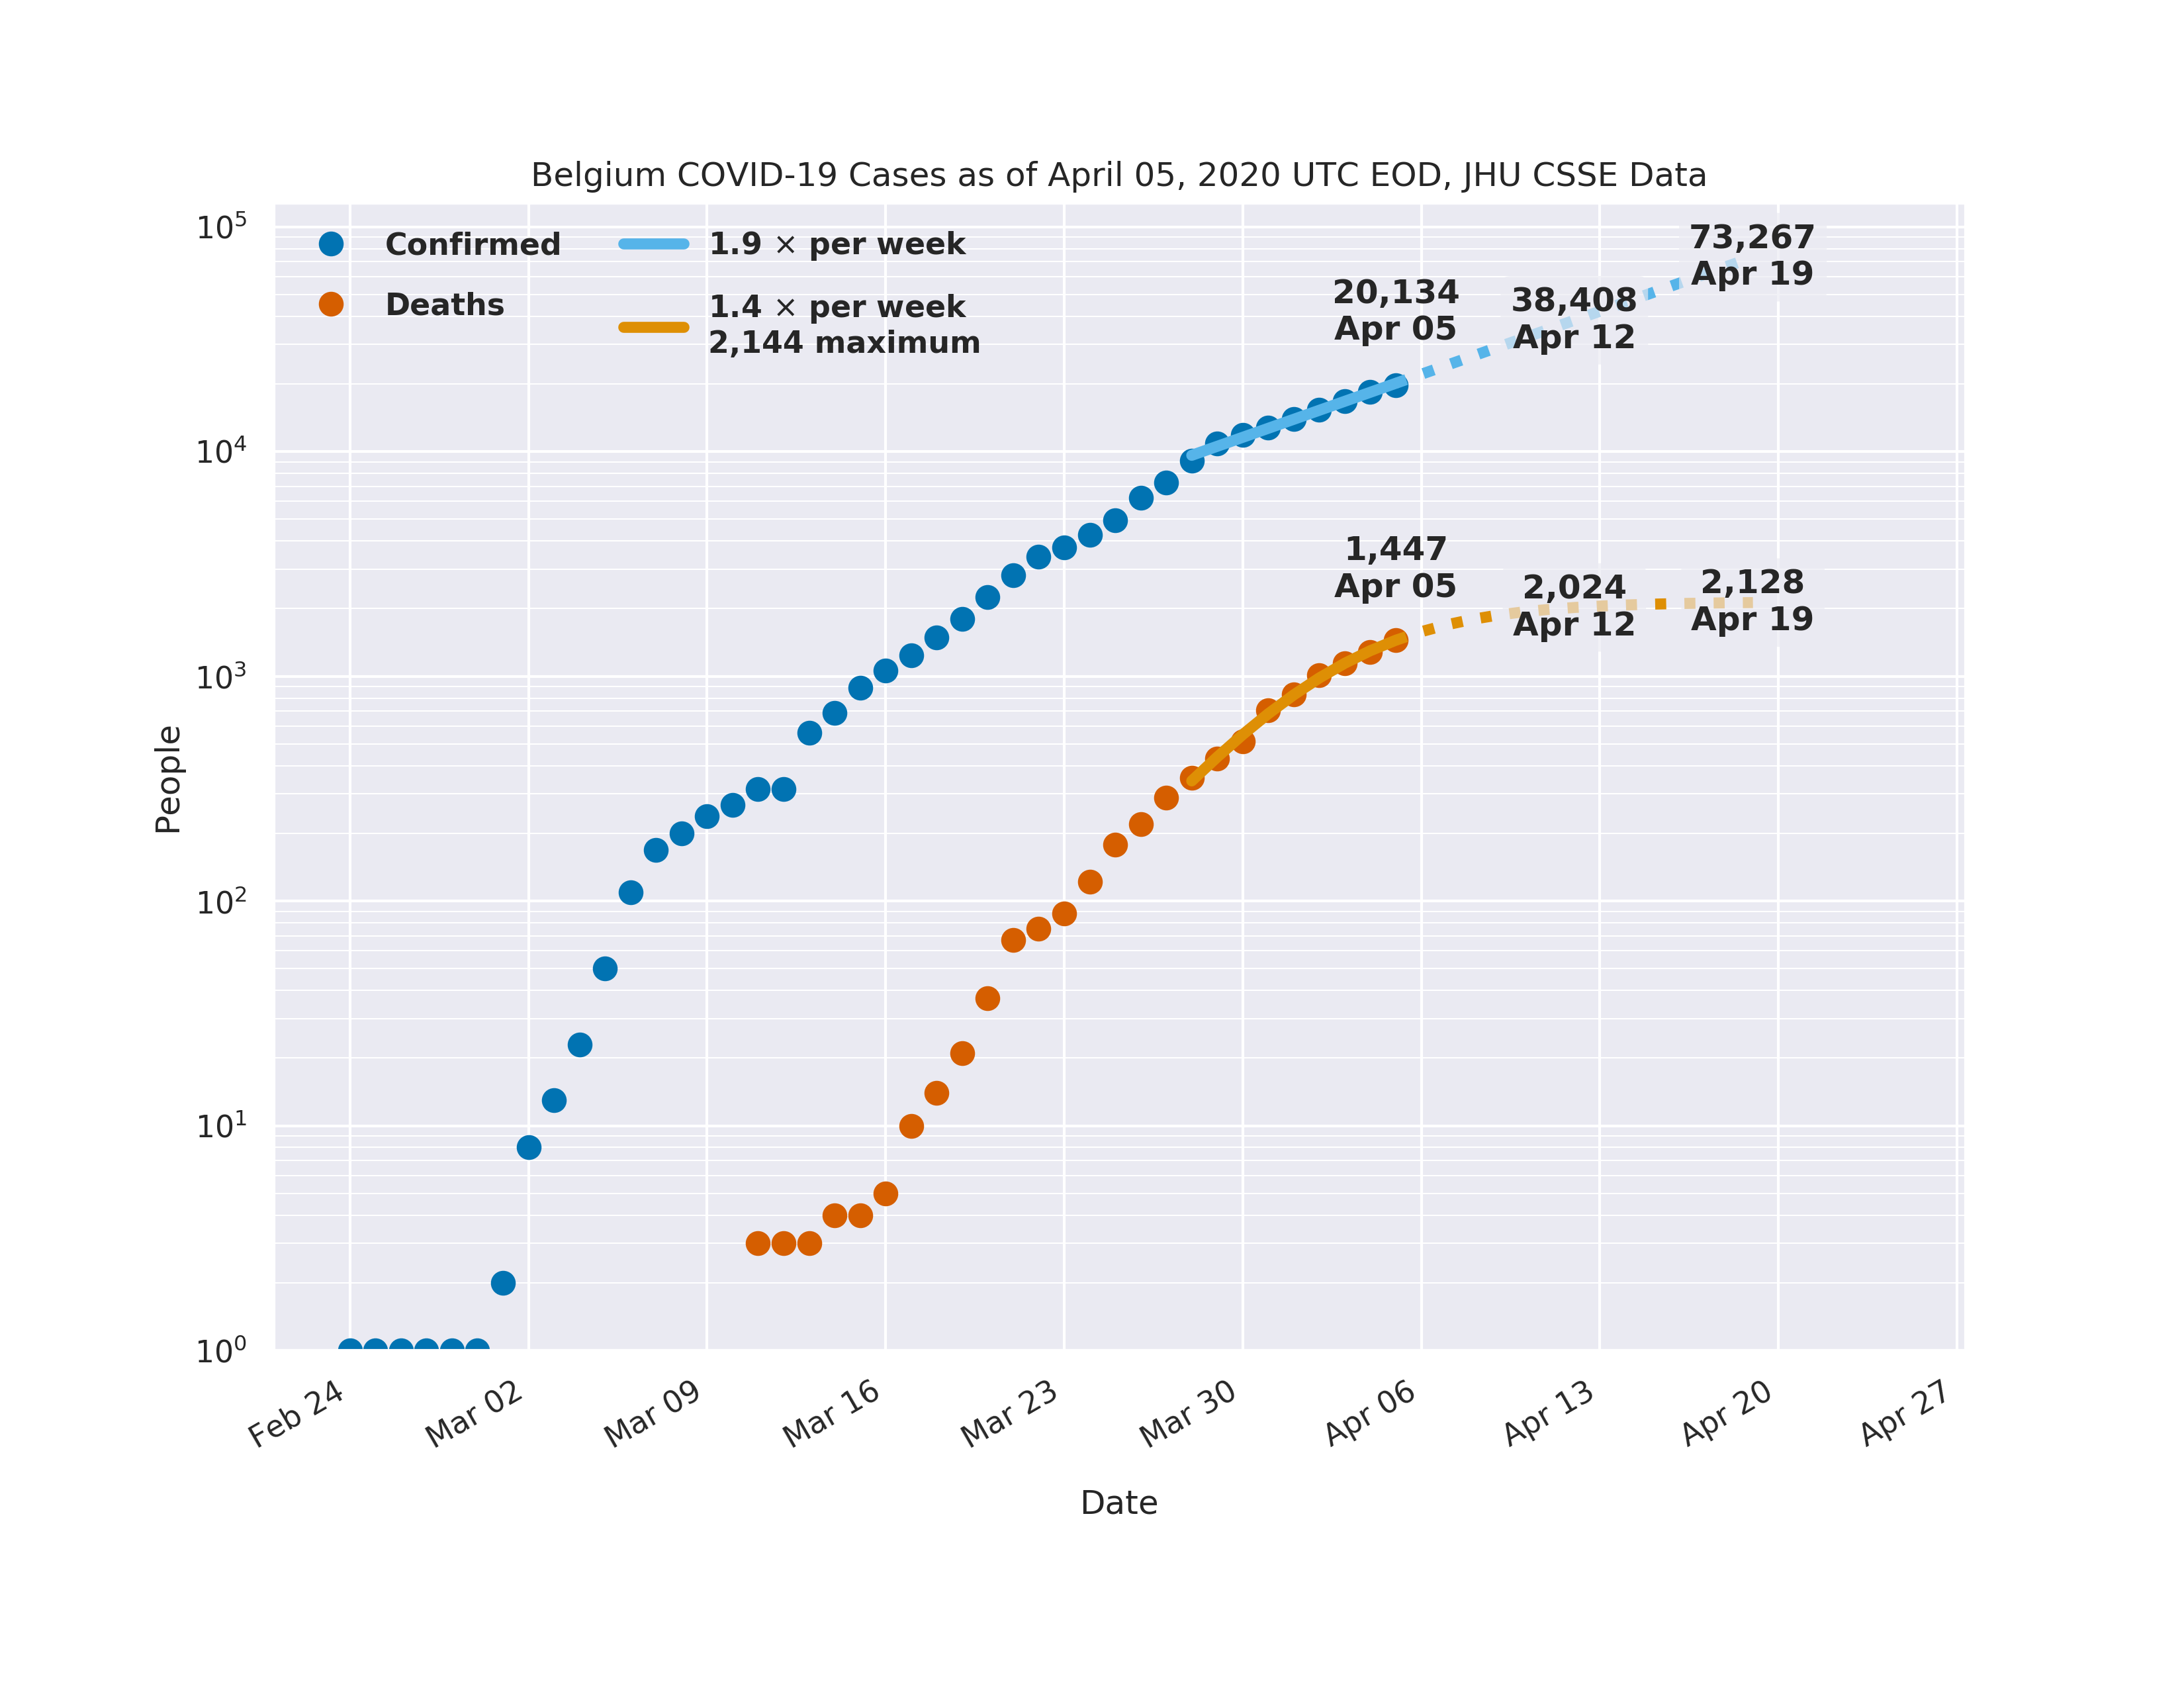 Belgium COVID-19 Cases as of April 05, 2020 UTC EOD, JHU CSSE Data
Confirmed
Deaths
1.9 × per week
1.4 × per week
2,144 maximum
20,134
Apr 05
38,408
Apr 12
73,267
Apr 19
1,447
Apr 05
2,024
Apr 12
2,128
Apr 19
People
10⁵
10⁴
10³
10²
10¹
10⁰
Feb 24
Mar 02
Mar 09
Mar 16
Mar 23
Mar 30
Apr 06
Apr 13
Apr 20
Apr 27
Date